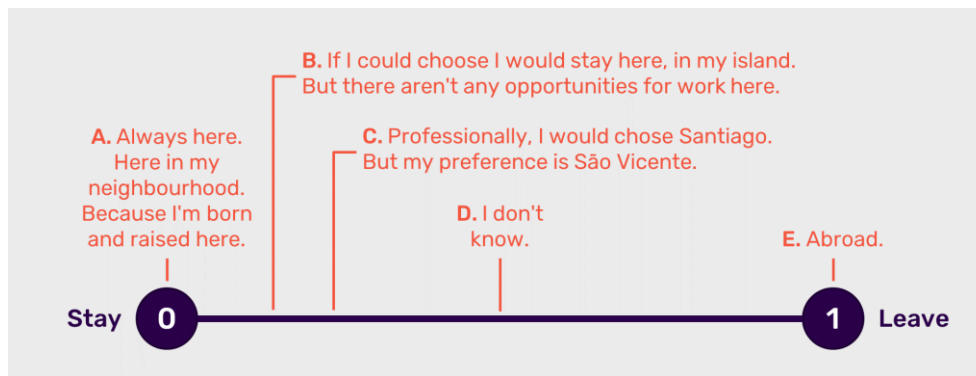 B. If I could choose I would stay here, in my island.
But there aren't any opportunities for work here.
A. Always here.
Here in my
neighbourhood.
Because I'm born
and raised here.
C. Professionally, I would chose Santiago.
But my preference is São Vicente.
D. I don't
know.
E. Abroad.
Stay 0 1 Leave